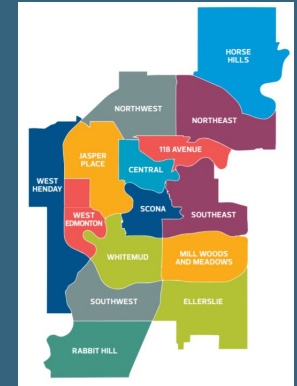 HORSE
HILLS
NORTHWEST
NORTHEAST
118 AVENUE
JASPER
PLACE
CENTRAL
WEST
HENDAY
SCONA
WEST
EDMONTON
SOUTHEAST
WHITEMUD
MILL WOODS
AND MEADOWS
SOUTHWEST
ELLERSLIE
RABBIT HILL